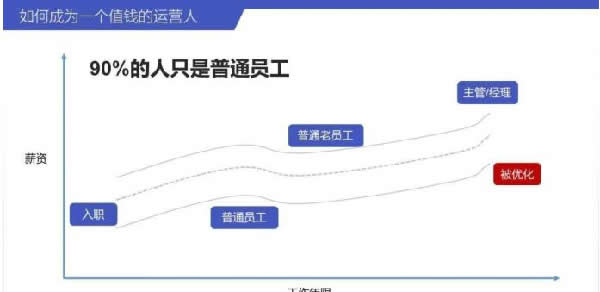 如何成为一个值钱的运营人
90%的人只是普通员工
主管/经理
普通老员工
薪资
被优化
入职
普通员工